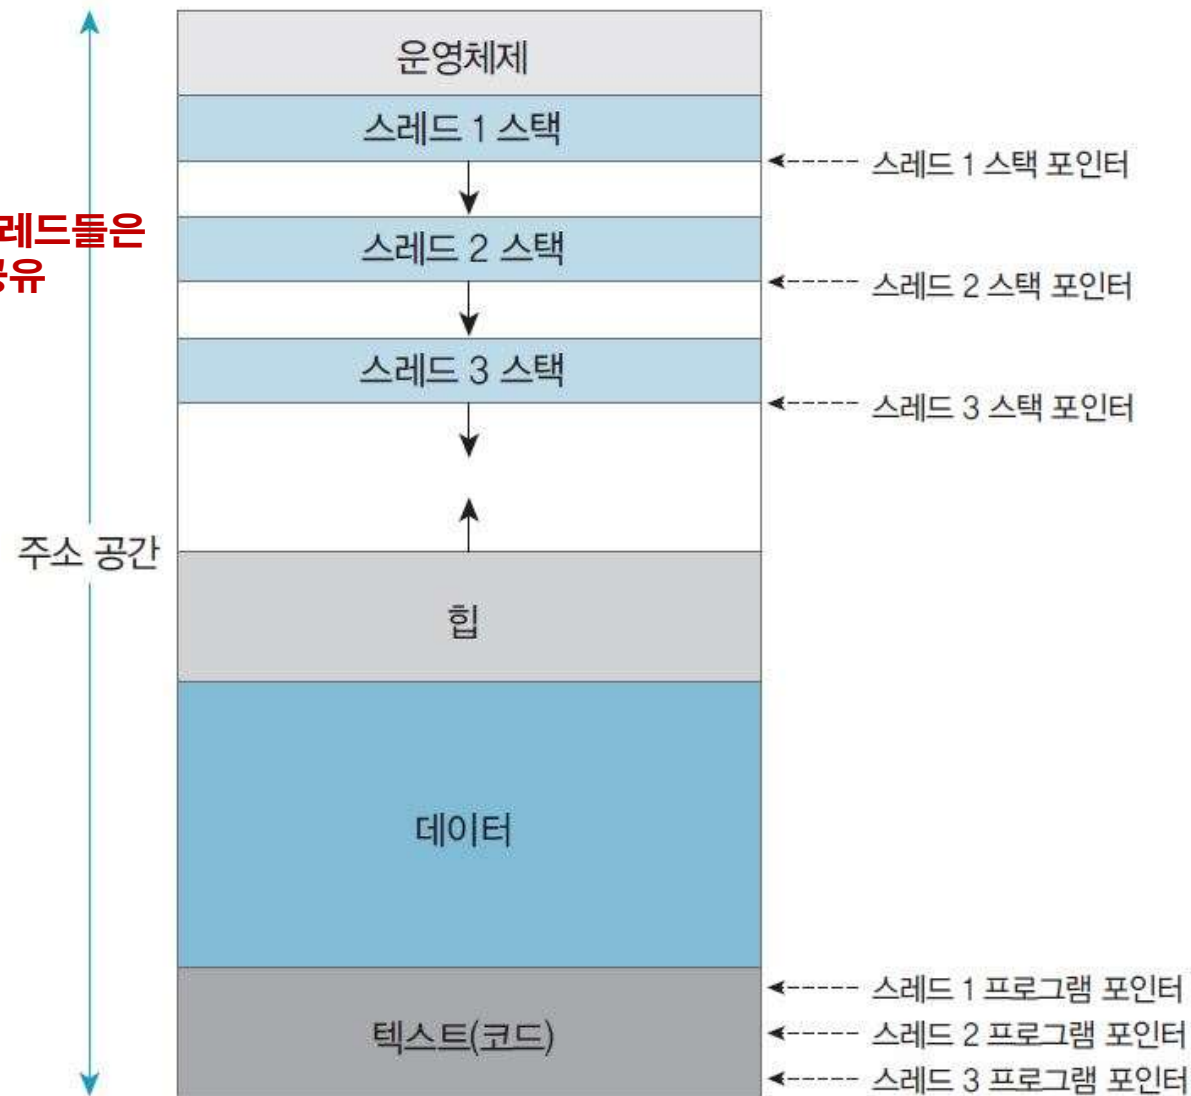 운영체제
스레드 1 스택
스레드 1 스택 포인터
레드들은
공유
스레드 2 스택
스레드 2 스택 포인터
스레드 3 스택
스레드 3 스택 포인터
주소 공간
힙
데이터
텍스트(코드)
스레드 1 프로그램 포인터
스레드 2 프로그램 포인터
스레드 3 프로그램 포인터